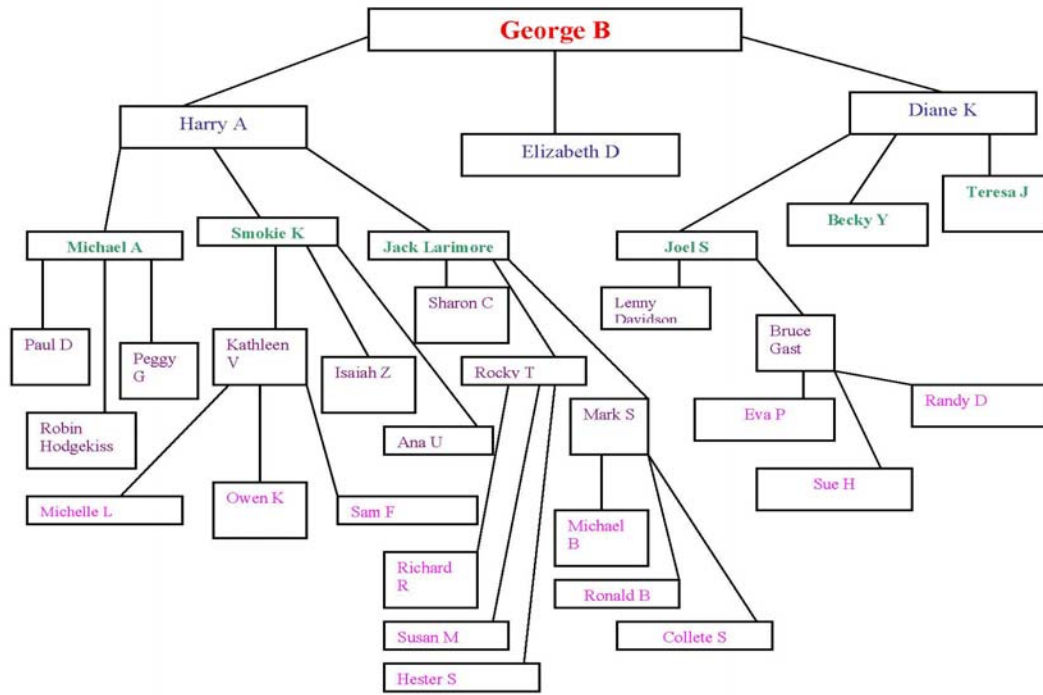 George B
Harry A
Elizabeth D
Diane K
Michael A
Smokie K
Jack Larimore
Joel S
Becky Y
Teresa J
Paul D
Robin
Hodgekiss
Peggy
G
Kathleen
V
Isaiah Z
Ana U
Sharon C
Rocky T
Mark S
Lenny
Davidson
Bruce
Gast
Michelle L
Owen K
Sam F
Richard
R
Susan M
Hester S
Michael
B
Ronald B
Collete S
Eva P
Sue H
Randy D